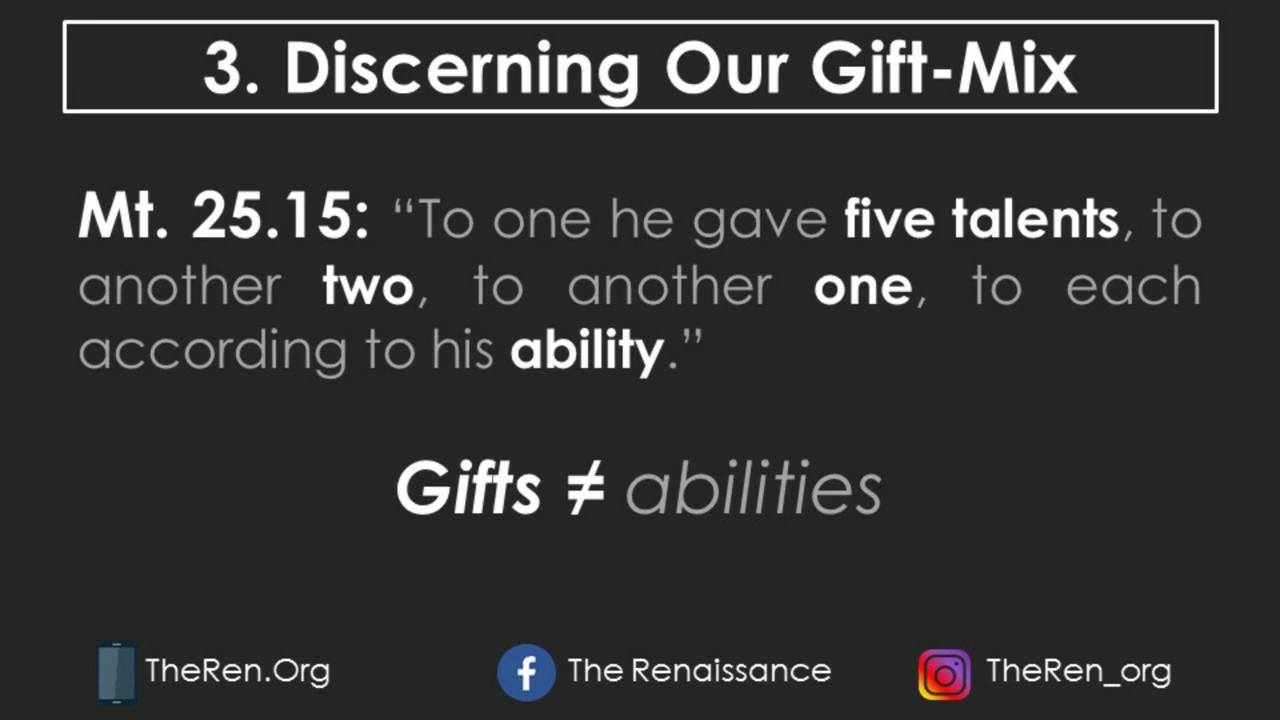 3. Discerning Our Gift-Mix
Mt. 25.15: “To one he gave five talents, to
another two, to another one, to each
according to his ability.”
Gifts ≠ abilities
TheRen.Org
The Renaissance
TheRen_org